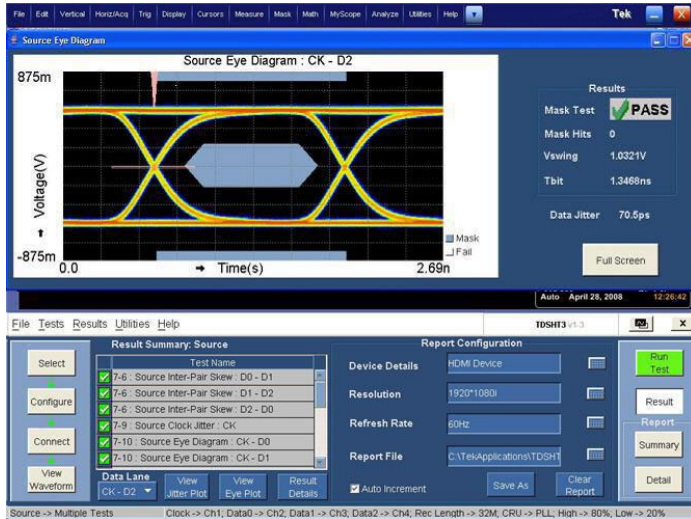 File Edit Vertical Horiz/Acq Trig Display Cursors Measure Mask Math MyScope Analyze Utilities Help Tek
Source Eye Diagram
Source Eye Diagram : CK - D2
875m
Voltage(V)
-875m
0.0
Time(s)
2.69n
Mask
Fail
Results
Mask Test PASS
Mask Hits 0
Vswing 1.0321V
Tbit 1.3468ns
Data Jitter 70.5ps
Full Screen
Auto April 28, 2008 12:26:42
File Tests Results Utilities Help
TDSHT3 v1-3
X
Select
Configure
Connect
View
Waveform
Result Summary: Source
Test Name
7-6 : Source Inter-Pair Skew : D0 - D1
7-6 : Source Inter-Pair Skew : D1 - D2
7-6 : Source Inter-Pair Skew : D2 - D0
7-9 : Source Clock Jitter : CK
7-10 : Source Eye Diagram : CK - D0
7-10 : Source Eye Diagram : CK - D1
Data Lane
CK - D2
View
Jitter Plot
View
Eye Plot
Result
Details
Report Configuration
Device Details HDMI Device
Resolution 1920*1080i
Refresh Rate 60Hz
Report File C:\TekApplications\TDSHT
Auto Increment
Save As
Clear
Report
Run
Test
Result
Report
Summary
Detail
Source -> Multiple Tests Clock -> Ch1, Data0 -> Ch2, Data1 -> Ch3, Data2 -> Ch4, Rec Length -> 32M, CRU -> PLL, High -> 80%, Low -> 20%